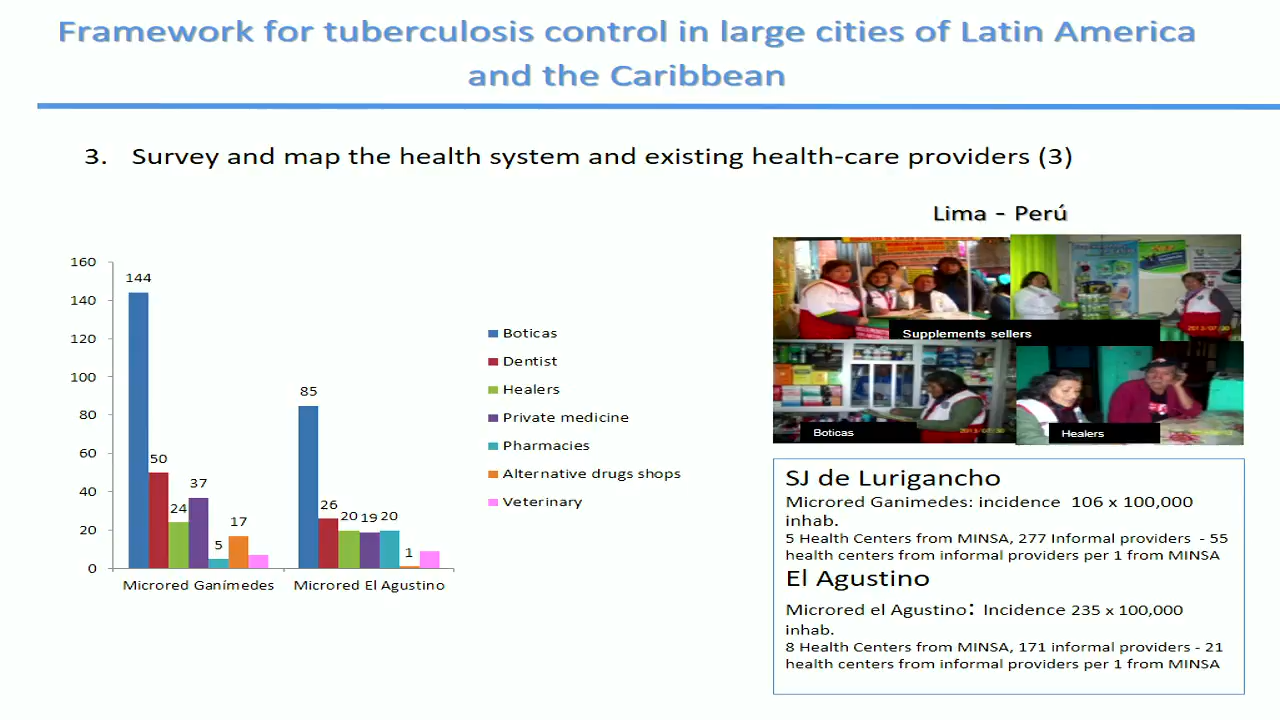 Framework for tuberculosis control in large cities of Latin America
and the Caribbean
3. Survey and map the health system and existing health-care providers (3)
Lima - Perú
160
140
120
100
80
60
40
20
0
144
50
24
37
5
17
85
26
20
19
20
1
Microred Ganímedes
Microred El Agustino
Boticas
Dentist
Healers
Private medicine
Pharmacies
Alternative drugs shops
Veterinary
Supplements sellers
Boticas
Healers
SJ de Lurigancho
Microred Ganimedes: incidence 106 x 100,000
inhab.
5 Health Centers from MINSA, 277 Informal providers - 55
health centers from informal providers per 1 from MINSA
El Agustino
Microred el Agustino: Incidence 235 x 100,000
inhab.
8 Health Centers from MINSA, 171 informal providers - 21
health centers from informal providers per 1 from MINSA